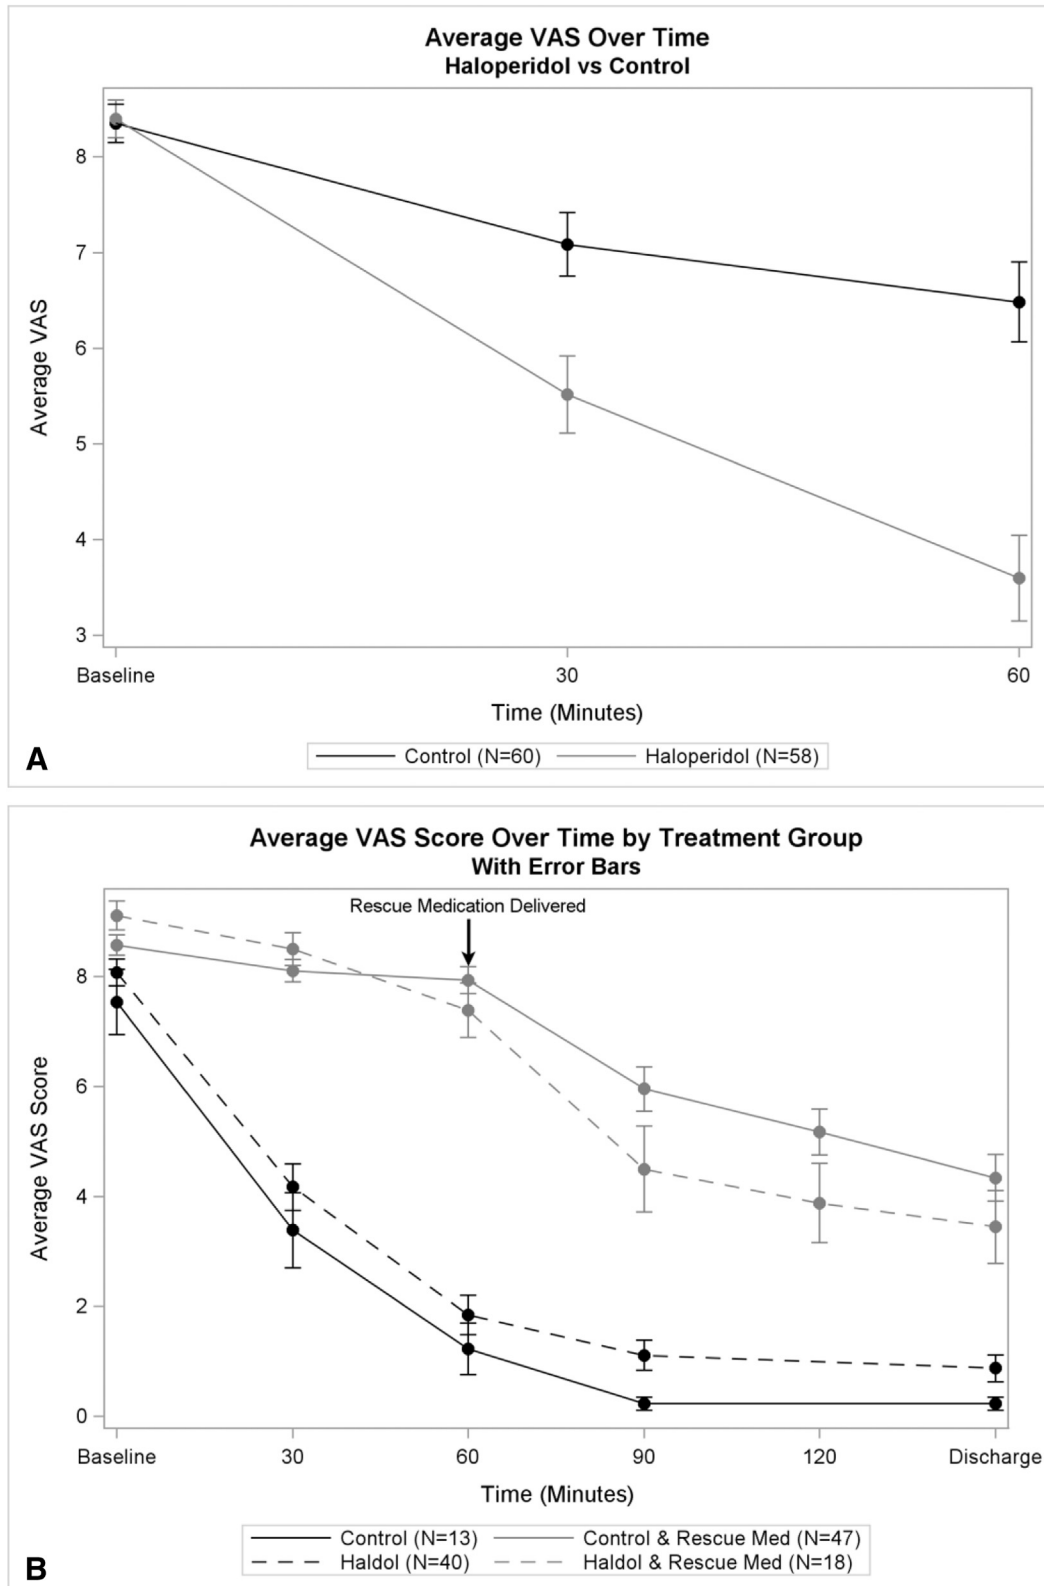 Average VAS Over Time
Haloperidol vs Control
Average VAS
8
7
6
5
4
3
Baseline 30 60
Time (Minutes)
Control (N=60) Haloperidol (N=58)
A
Average VAS Score Over Time by Treatment Group
With Error Bars
Rescue Medication Delivered
Average VAS Score
8
6
4
2
0
Baseline 30 60 90 120 Discharge
Time (Minutes)
Control (N=13) Control & Rescue Med (N=47)
Haldol (N=40) Haldol & Rescue Med (N=18)
B